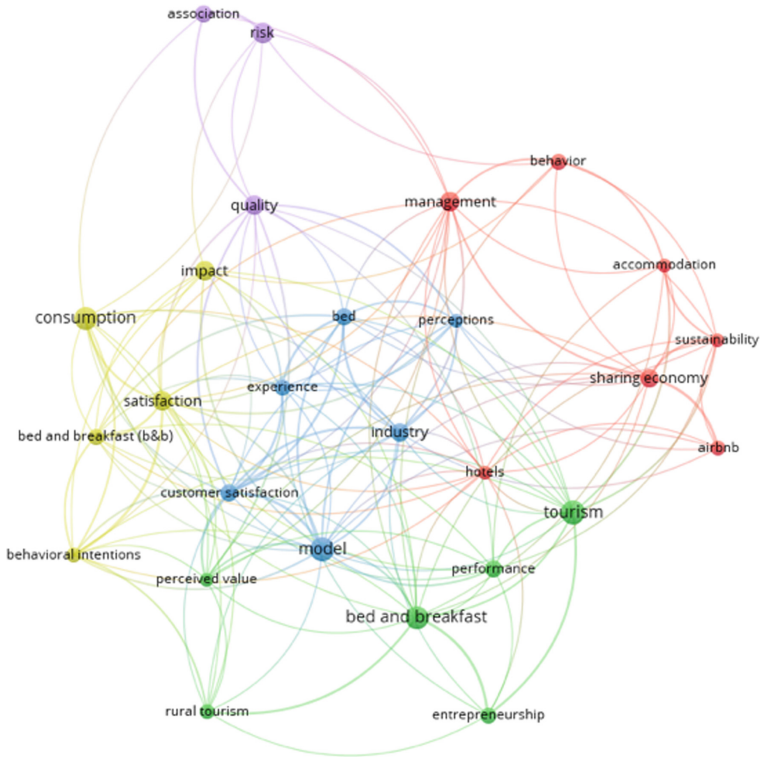 association
risk
behavior
management
quality
accommodation
impact
consumption
bed
perceptions
sustainability
sharing economy
experience
satisfaction
industry
bed and breakfast (b&b)
airbnb
hotels
customer satisfaction
tourism
model
behavioral intentions
performance
perceived value
bed and breakfast
rural tourism
entrepreneurship